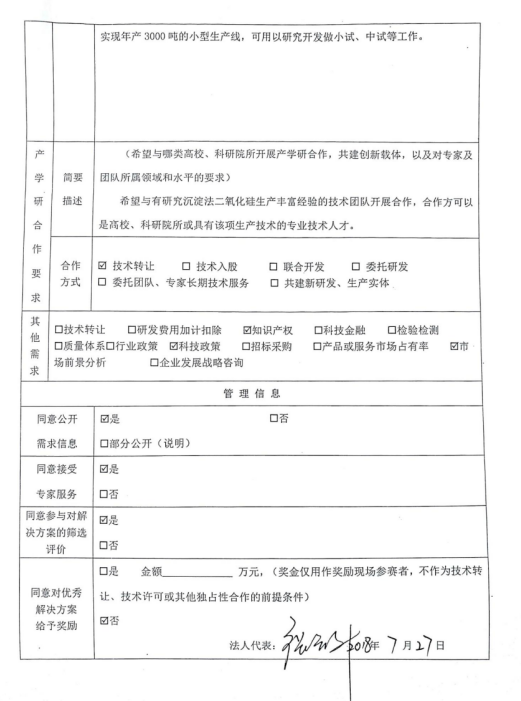 实现年产 3000 吨的小型生产线，可用以研究开发做小试、中试等工作。
产学研合作要求
简要描述
（希望与哪类高校、科研院所开展产学研合作，共建创新载体，以及对专家及
团队所属领域和水平的要求）
希望与有研究沉淀法二氧化硅生产丰富经验的技术团队开展合作，合作方可以
是高校、科研院所或具有该项生产技术的专业技术人才。
合作方式
☑ 技术转让 □ 技术入股 □ 联合开发 □ 委托研发
□ 委托团队、专家长期技术服务 □ 共建新研发、生产实体
其他需求
□技术转让 □研发费用加计扣除 ☑知识产权 □科技金融 □检验检测
□质量体系□行业政策 ☑科技政策 □招标采购 □产品或服务市场占有率 ☑市
场前景分析 □企业发展战略咨询
管理信息
同意公开
需求信息
☑是 □否
□部分公开（说明）
同意接受
专家服务
☑是
□否
同意参与对解
决方案的筛选
评价
☑是
□否
同意对优秀
解决方案
给予奖励
□是 金额________ 万元，（奖金仅用作奖励现场参赛者，不作为技术转
让、技术许可或其他独占性合作的前提条件）
☑否
法人代表： 2018年 7 月 27 日